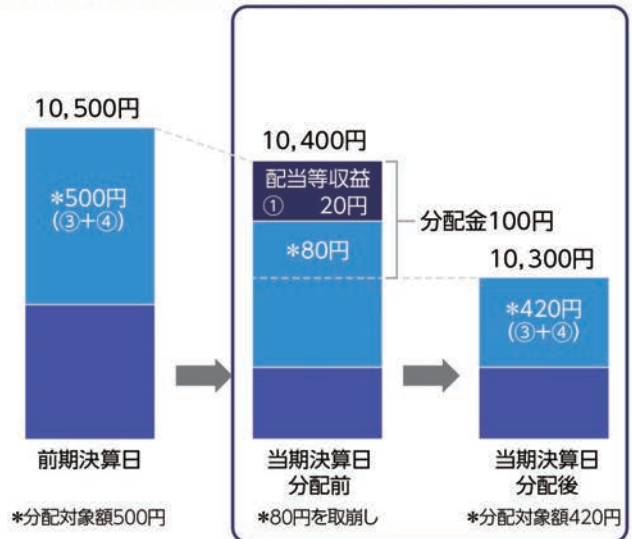 10,500円
*500円
(③+④)
前期決算日
*分配対象額500円
10,400円
配当等収益
① 20円
*80円
分配金100円
当期決算日
分配前
*80円を取崩し
10,300円
*420円
(③+④)
当期決算日
分配後
*分配対象額420円